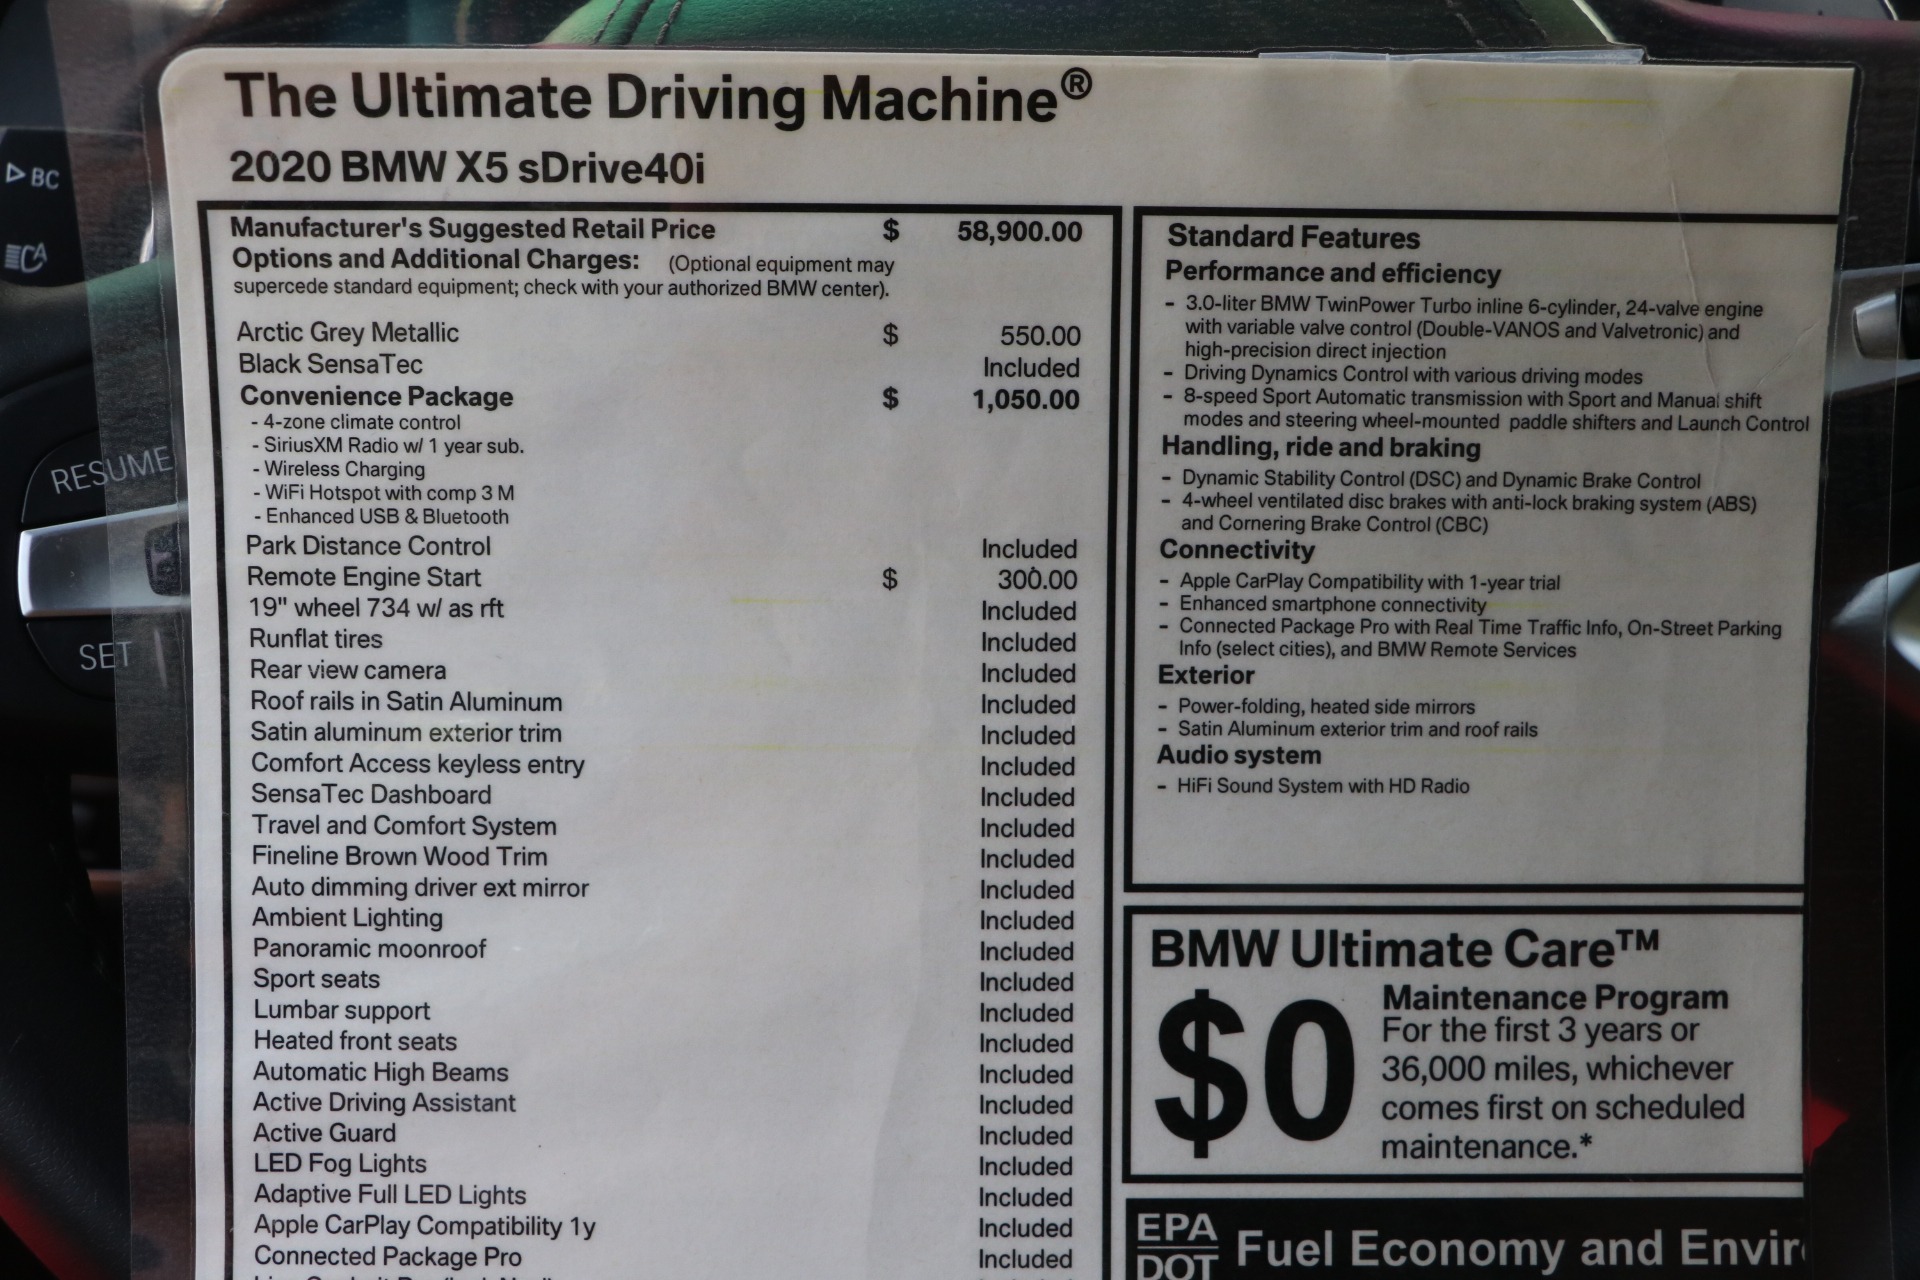 The Ultimate Driving Machine®
2020 BMW X5 sDrive40i
Manufacturer's Suggested Retail Price $ 58,900.00
Options and Additional Charges: (Optional equipment may
supercede standard equipment; check with your authorized BMW center).
Arctic Grey Metallic $ 550.00
Black SensaTec Included
Convenience Package $ 1,050.00
- 4-zone climate control
- SiriusXM Radio w/ 1 year sub.
- Wireless Charging
- WiFi Hotspot with comp 3 M
- Enhanced USB & Bluetooth
Park Distance Control Included
Remote Engine Start $ 300.00
19" wheel 734 w/ as rft Included
Runflat tires Included
Rear view camera Included
Roof rails in Satin Aluminum Included
Satin aluminum exterior trim Included
Comfort Access keyless entry Included
SensaTec Dashboard Included
Travel and Comfort System Included
Fineline Brown Wood Trim Included
Auto dimming driver ext mirror Included
Ambient Lighting Included
Panoramic moonroof Included
Sport seats Included
Lumbar support Included
Heated front seats Included
Automatic High Beams Included
Active Driving Assistant Included
Active Guard Included
LED Fog Lights Included
Adaptive Full LED Lights Included
Apple CarPlay Compatibility 1y Included
Connected Package Pro Included
Standard Features
Performance and efficiency
- 3.0-liter BMW TwinPower Turbo inline 6-cylinder, 24-valve engine
with variable valve control (Double-VANOS and Valvetronic) and
high-precision direct injection
- Driving Dynamics Control with various driving modes
- 8-speed Sport Automatic transmission with Sport and Manual shift
modes and steering wheel-mounted paddle shifters and Launch Control
Handling, ride and braking
- Dynamic Stability Control (DSC) and Dynamic Brake Control
- 4-wheel ventilated disc brakes with anti-lock braking system (ABS)
and Cornering Brake Control (CBC)
Connectivity
- Apple CarPlay Compatibility with 1-year trial
- Enhanced smartphone connectivity
- Connected Package Pro with Real Time Traffic Info, On-Street Parking
Info (select cities), and BMW Remote Services
Exterior
- Power-folding, heated side mirrors
- Satin Aluminum exterior trim and roof rails
Audio system
- HiFi Sound System with HD Radio
BMW Ultimate Care™
$0
Maintenance Program
For the first 3 years or
36,000 miles, whichever
comes first on scheduled
maintenance.*
EPA
DOT
Fuel Economy and Envir
BC
RESUME
SET